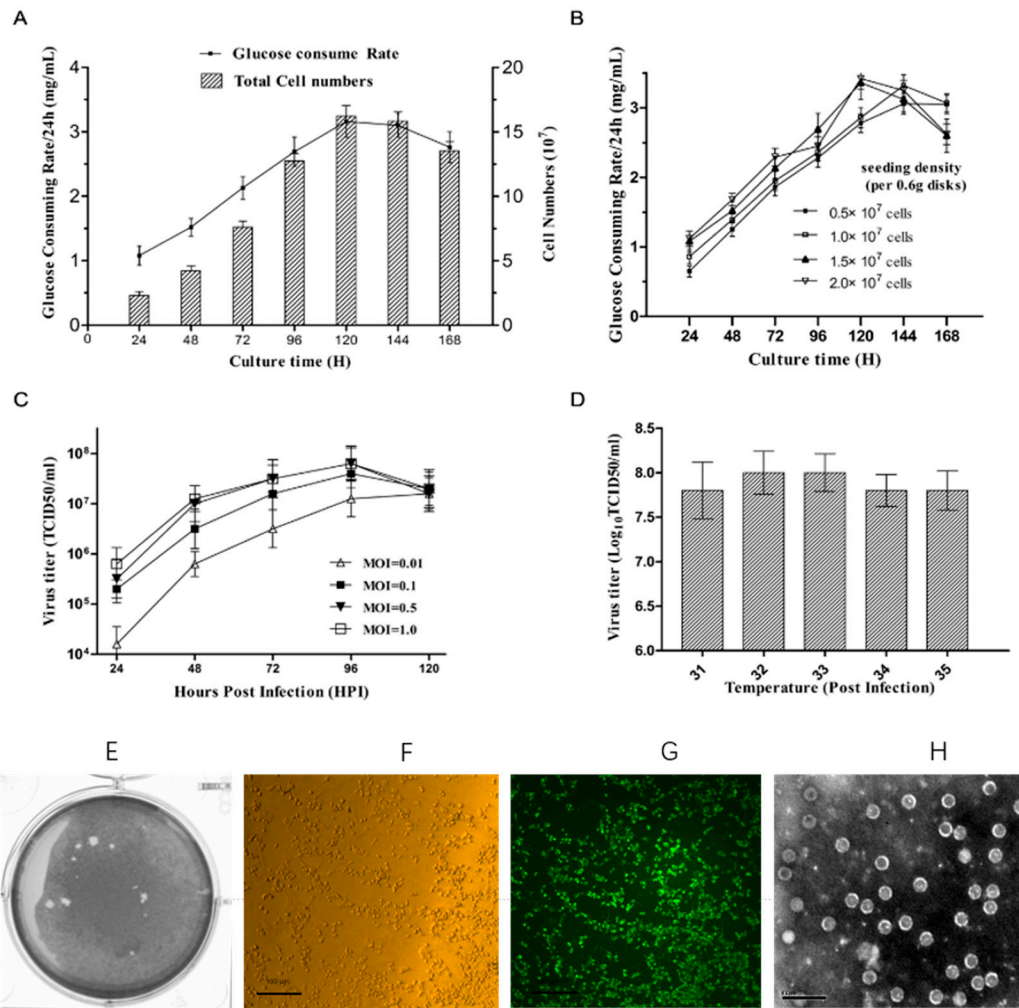 A
Glucose consume Rate
Total Cell numbers
Glucose Consuming Rate/24h (mg/mL)
4
3
2
1
0
20
15
10
5
0
Cell Numbers (10⁷)
0
24
48
72
96
120
144
168
Culture time (H)
B
Glucose Consuming Rate/24h (mg/mL)
3
2
1
0
seeding density
(per 0.6g disks)
0.5× 10⁷ cells
1.0× 10⁷ cells
1.5× 10⁷ cells
2.0× 10⁷ cells
24
48
72
96
120
144
168
Culture time (H)
C
Virus titer (TCID50/ml)
10⁸
10⁷
10⁶
10⁵
10⁴
MOI=0.01
MOI=0.1
MOI=0.5
MOI=1.0
24
48
72
96
120
Hours Post Infection (HPI)
D
Virus titer (Log₁₀TCID50/ml)
8.5
8.0
7.5
7.0
6.5
6.0
31
32
33
34
35
Temperature (Post Infection)
E
F
G
H
100 μm